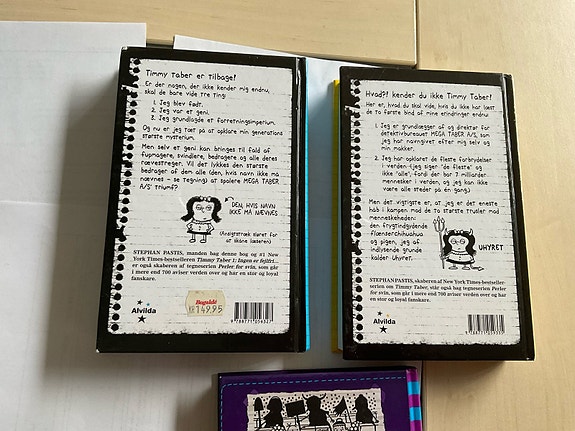 Timmy Taber er tilbage!
Er der nogen, der ikke kender mig endnu,
skal de bare vide tre ting:
1. Jeg blev født.
2. Jeg var et geni.
3. Jeg grundlagde et forretningsimperium.
Og nu er jeg tæt på at opklare min generations
største mysterium.
Men selv et geni kan bringes til fald af
fupmagere, svindlere, bedragere og alle deres
rævestreger. Vil det lykkes den største
bedrager af dem alle (den, hvis navn ikke må
nævnes – se tegning) at spolere MEGA TABER
A/S' triumf?
DEN, HVIS NAVN
IKKE MÅ NÆVNES
(Ansigtstræk sløret for
at skåne læseren)
STEPHAN PASTIS, manden bag denne bog og #1 New
York Times-bestselleren Timmy Taber 1: Ingen er fejlfri...
er også skaberen af tegneserien Perler for svin, som går
i mere end 700 aviser verden over og har en stor og loyal
fanskare.
Alvilda
Bogsalg
KR 149,95
Hvad?! kender du ikke Timmy Taber!
Her er, hvad du skal vide, hvis du ikke har læst
de to første bind af mine erindringer endnu:
1. Jeg er grundlægger af og direktør for
detektivbureauet MEGA TABER A/S, som
jeg har navngivet efter mig selv og
min makker.
2. Jeg har opklaret de fleste forbrydelser
i verden (jeg siger "de fleste" og
ikke "alle", fordi der bor 7 milliarder
mennesker i verden, og jeg kan ikke
være alle steder på én gang)
Men det vigtigste er, at jeg er det eneste
håb i kampen mod de to største trusler mod
menneskeheden:
den frygtindgydende
flænserchihuahua
og pigen, jeg af
indlysende grunde
kalder Uhyret.
UHYRET
STEPHAN PASTIS, skaberen af New York Times-bestseller-
serien om Timmy Taber, står også bag tegneserien Perler
for svin, som går i mere end 700 aviser verden over og har
en stor og loyal fanskare.
Alvilda